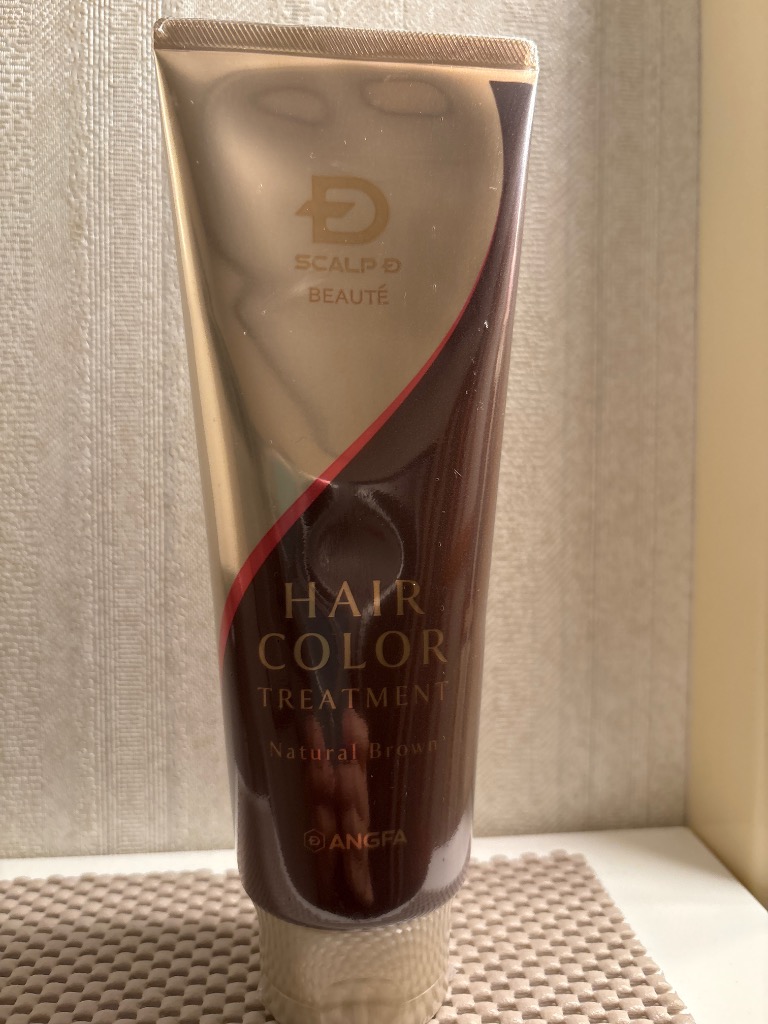 SCALP Ð
BEAUTÉ
HAIR
COLOR
TREATMENT
Natural Brown
ANGFA